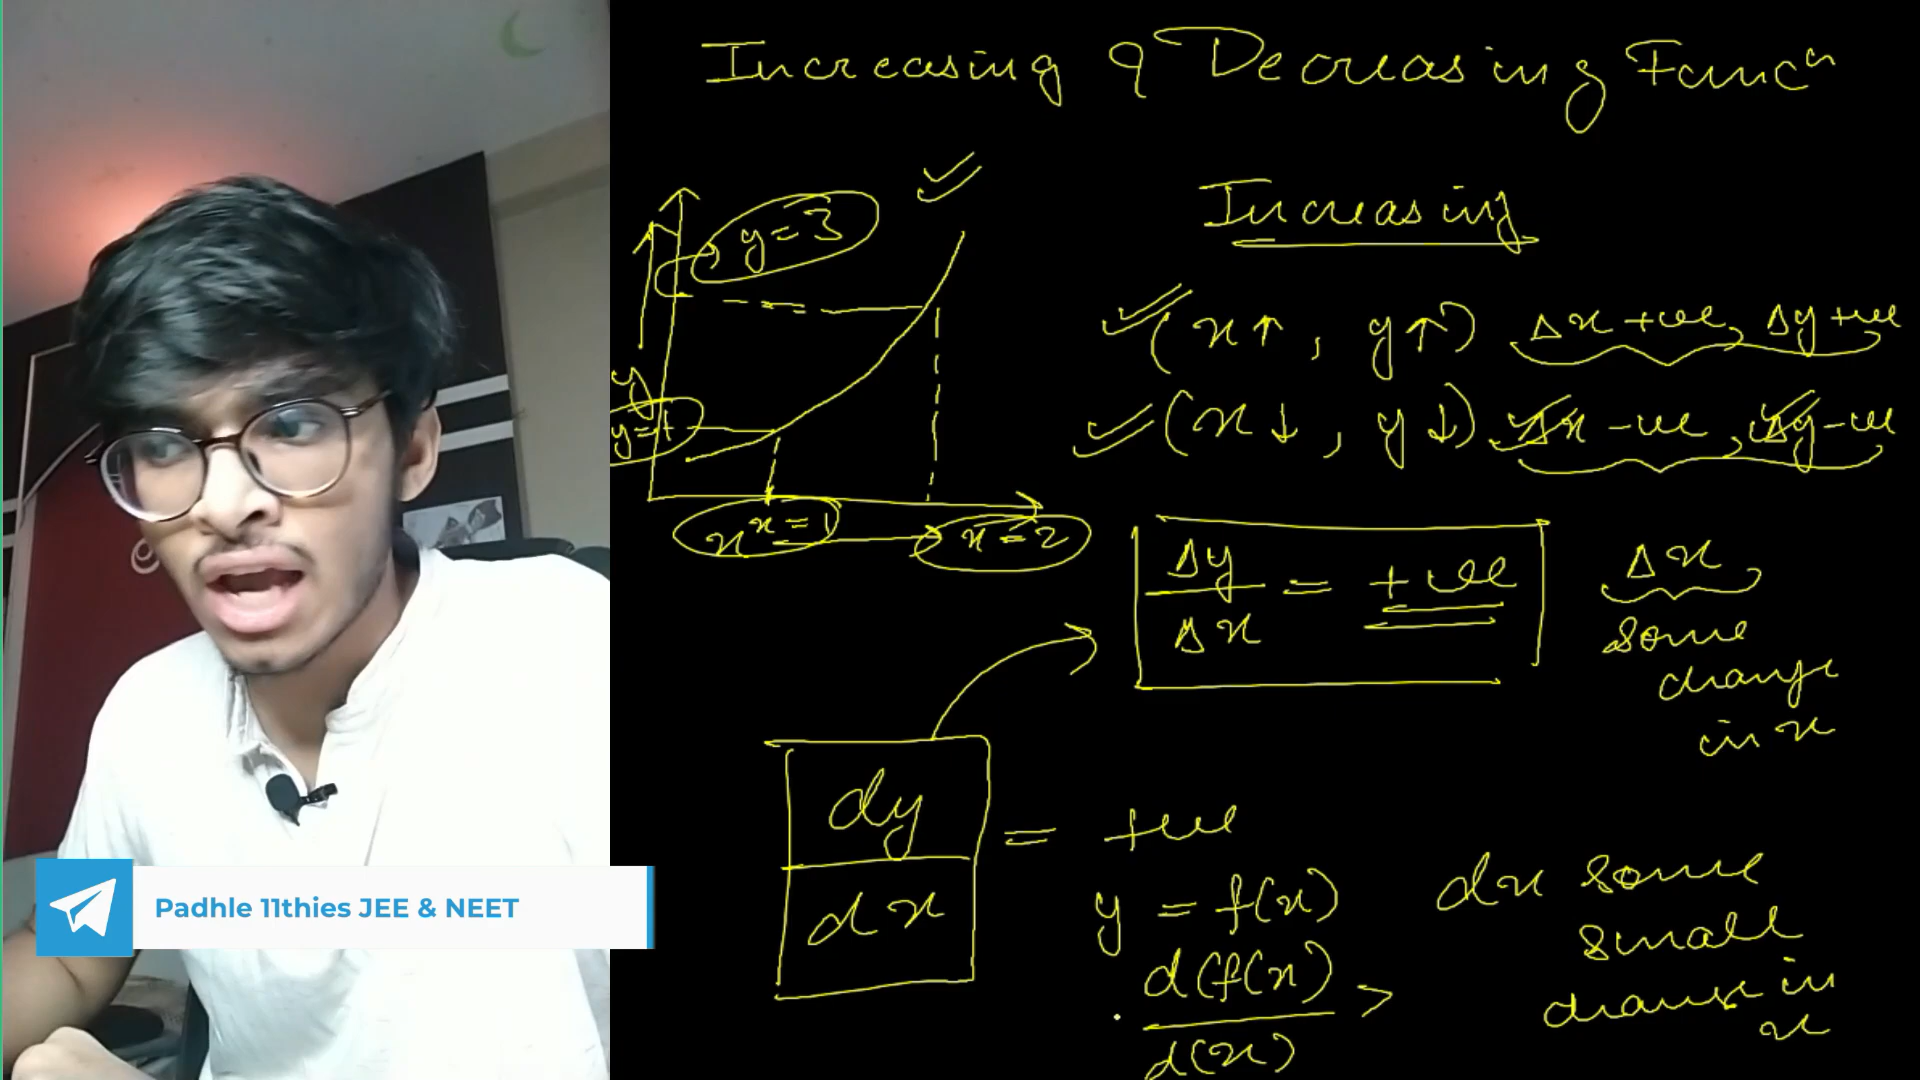 Increasing & Decreasing Funcⁿ
Increasing
y = 3
(x↑, y↑) Δx +ve, Δy +ve
y
y=1
(x↓, y↓) Δx -ve, Δy -ve
x x=1 x=2
Δy/Δx = +ve
Δx
some
change
in x
dy/dx = +ve
y = f(x)
d(f(x)/d(x) >
dx some
small
change in
x
Padhle 11thies JEE & NEET